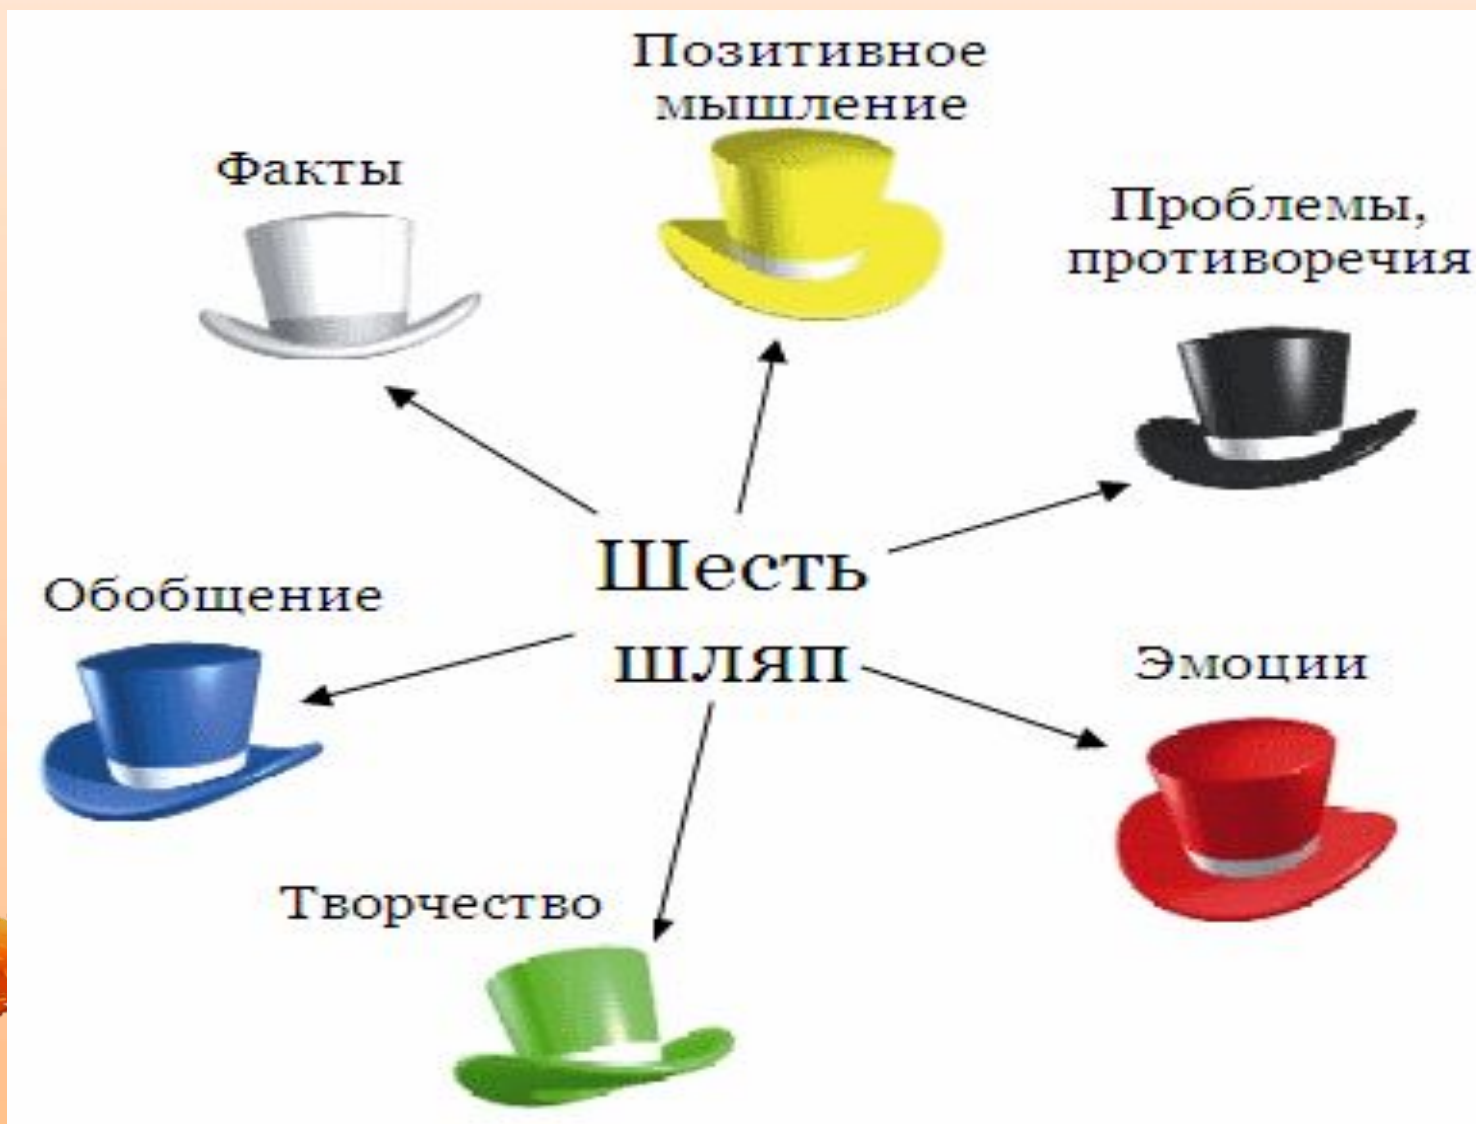 Позитивное
мышление
Факты
Проблемы,
противоречия
Шесть
шляп
Обобщение
Эмоции
Творчество